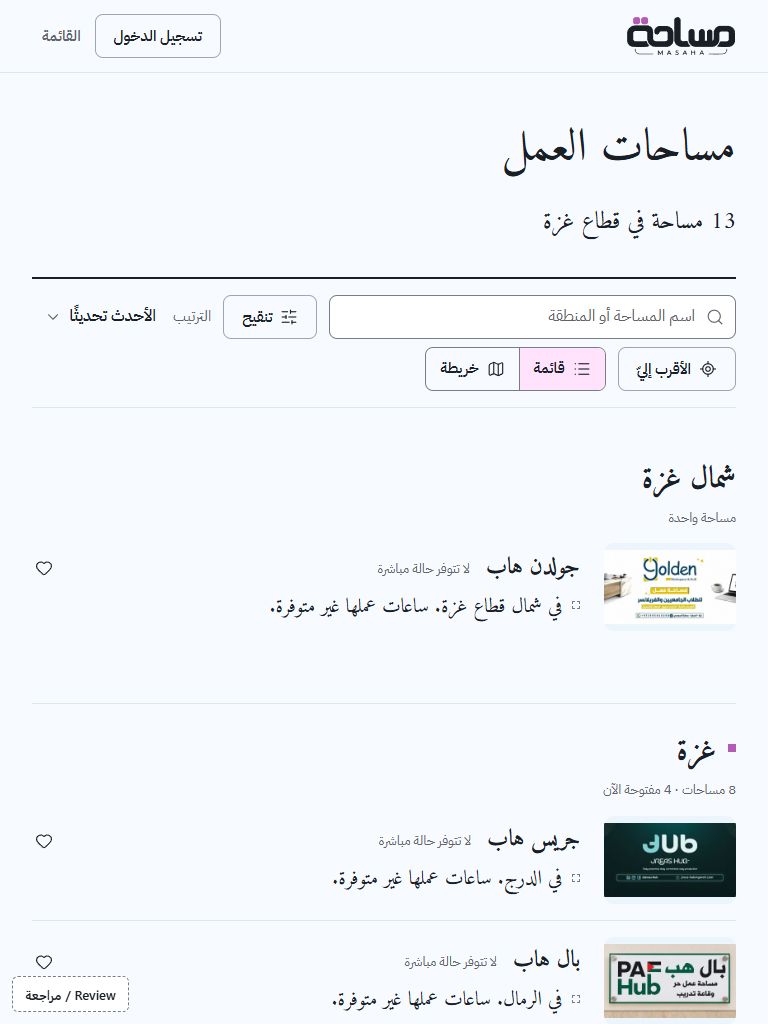 مساحة
MASAHA
تسجيل الدخول
القائمة
مساحات العمل
13 مساحة في قطاع غزة
اسم المساحة أو المنطقة
تنقيح
الترتيب
الأحدث تحديثًا
الأقرب إليّ
قائمة
خريطة
شمال غزة
مساحة واحدة
golden
مساحة عمل
جولدن هاب
لا تتوفر حالة مباشرة
في شمال قطاع غزة. ساعات عملها غير متوفرة.
غزة
8 مساحات · 4 مفتوحة الآن
JREAS HUB
جريس هاب
لا تتوفر حالة مباشرة
في الدرج. ساعات عملها غير متوفرة.
PAL هب بال
Hub مساحة عمل حر
وقاعة تدريب
بال هاب
لا تتوفر حالة مباشرة
في الرمال. ساعات عملها غير متوفرة.
Review / مراجعة